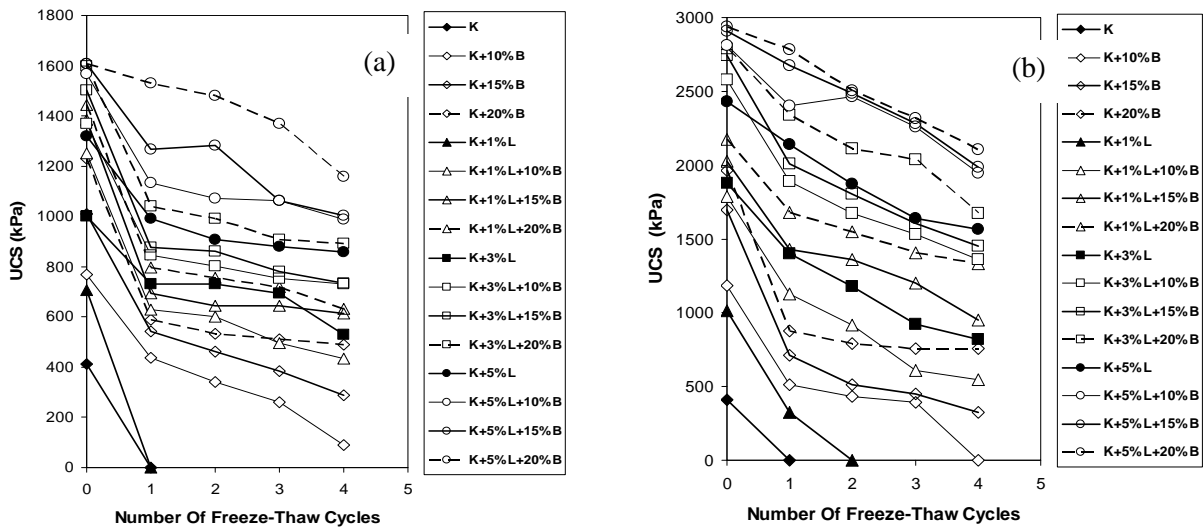 (a)
UCS (kPa)
1800
1600
1400
1200
1000
800
600
400
200
0
0 1 2 3 4 5
Number Of Freeze-Thaw Cycles
K
K+10%B
K+15%B
K+20%B
K+1%L
K+1%L+10%B
K+1%L+15%B
K+1%L+20%B
K+3%L
K+3%L+10%B
K+3%L+15%B
K+3%L+20%B
K+5%L
K+5%L+10%B
K+5%L+15%B
K+5%L+20%B
(b)
UCS (kPa)
3000
2500
2000
1500
1000
500
0
0 1 2 3 4 5
Number Of Freeze-Thaw Cycles
K
K+10%B
K+15%B
K+20%B
K+1%L
K+1%L+10%B
K+1%L+15%B
K+1%L+20%B
K+3%L
K+3%L+10%B
K+3%L+15%B
K+3%L+20%B
K+5%L
K+5%L+10%B
K+5%L+15%B
K+5%L+20%B